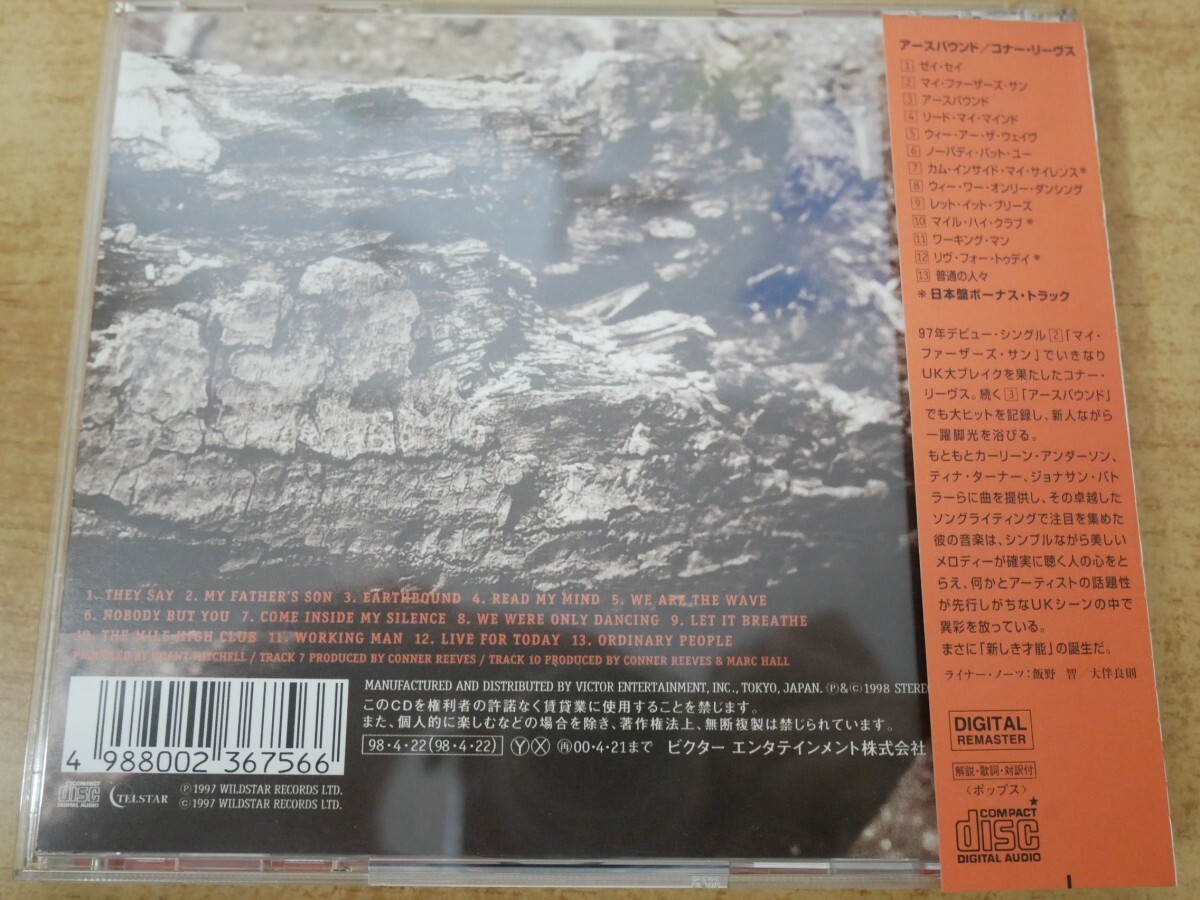 1. THEY SAY 2. MY FATHER'S SON 3. EARTHBOUND 4. READ MY MIND 5. WE ARE THE WAVE
6. NOBODY BUT YOU 7. COME INSIDE MY SILENCE 8. WE WERE ONLY DANCING 9. LET IT BREATHE
10. THE MILE HIGH CLUB 11. WORKING MAN 12. LIVE FOR TODAY 13. ORDINARY PEOPLE
PRODUCED BY GRANT MITCHELL / TRACK 7 PRODUCED BY CONNER REEVES / TRACK 10 PRODUCED BY CONNER REEVES & MARC HALL
MANUFACTURED AND DISTRIBUTED BY VICTOR ENTERTAINMENT, INC., TOKYO, JAPAN. ℗&©1998 STEREO
このCDを権利者の許諾なく賃貸業に使用することを禁じます。
また、個人的に楽しむなどの場合を除き、著作権法上、無断複製は禁じられています。
98・4・22(98・4・22) Ⓨ Ⓧ 再00・4・21まで ビクター エンタテインメント株式会社
4 988002 367566
COMPACT
disc
DIGITAL AUDIO
TELSTAR
℗ 1997 WILDSTAR RECORDS LTD.
© 1997 WILDSTAR RECORDS LTD.
アースバウンド/コナー・リーヴス
1 ゼイ・セイ
2 マイ・ファーザーズ・サン
3 アースバウンド
4 リード・マイ・マインド
5 ウィー・アー・ザ・ウェイヴ
6 ノーバディ・バット・ユー
7 カム・インサイド・マイ・サイレンス*
8 ウィー・ワー・オンリー・ダンシング
9 レット・イット・ブリーズ
10 マイル・ハイ・クラブ*
11 ワーキング・マン
12 リヴ・フォー・トゥデイ*
13 普通の人々
*日本盤ボーナス・トラック
97年デビュー・シングル2「マイ・
ファーザーズ・サン」でいきなり
UK大ブレイクを果たしたコナー・
リーヴス。続く3「アースバウンド」
でも大ヒットを記録し、新人ながら
一躍脚光を浴びる。
もともとカーリーン・アンダーソン、
ティナ・ターナー、ジョナサン・バト
ラーらに曲を提供し、その卓越した
ソングライティングで注目を集めた
彼の音楽は、シンプルながら美しい
メロディーが確実に聴く人の心をと
らえ、何かとアーティストの話題性
が先行しがちなUKシーンの中で
異彩を放っている。
まさに「新しき才能」の誕生だ。
ライナー・ノーツ:飯野 智/大伴良則
DIGITAL
REMASTER
解説・歌詞・対訳付
〈ポップス〉
COMPACT
disc
DIGITAL AUDIO